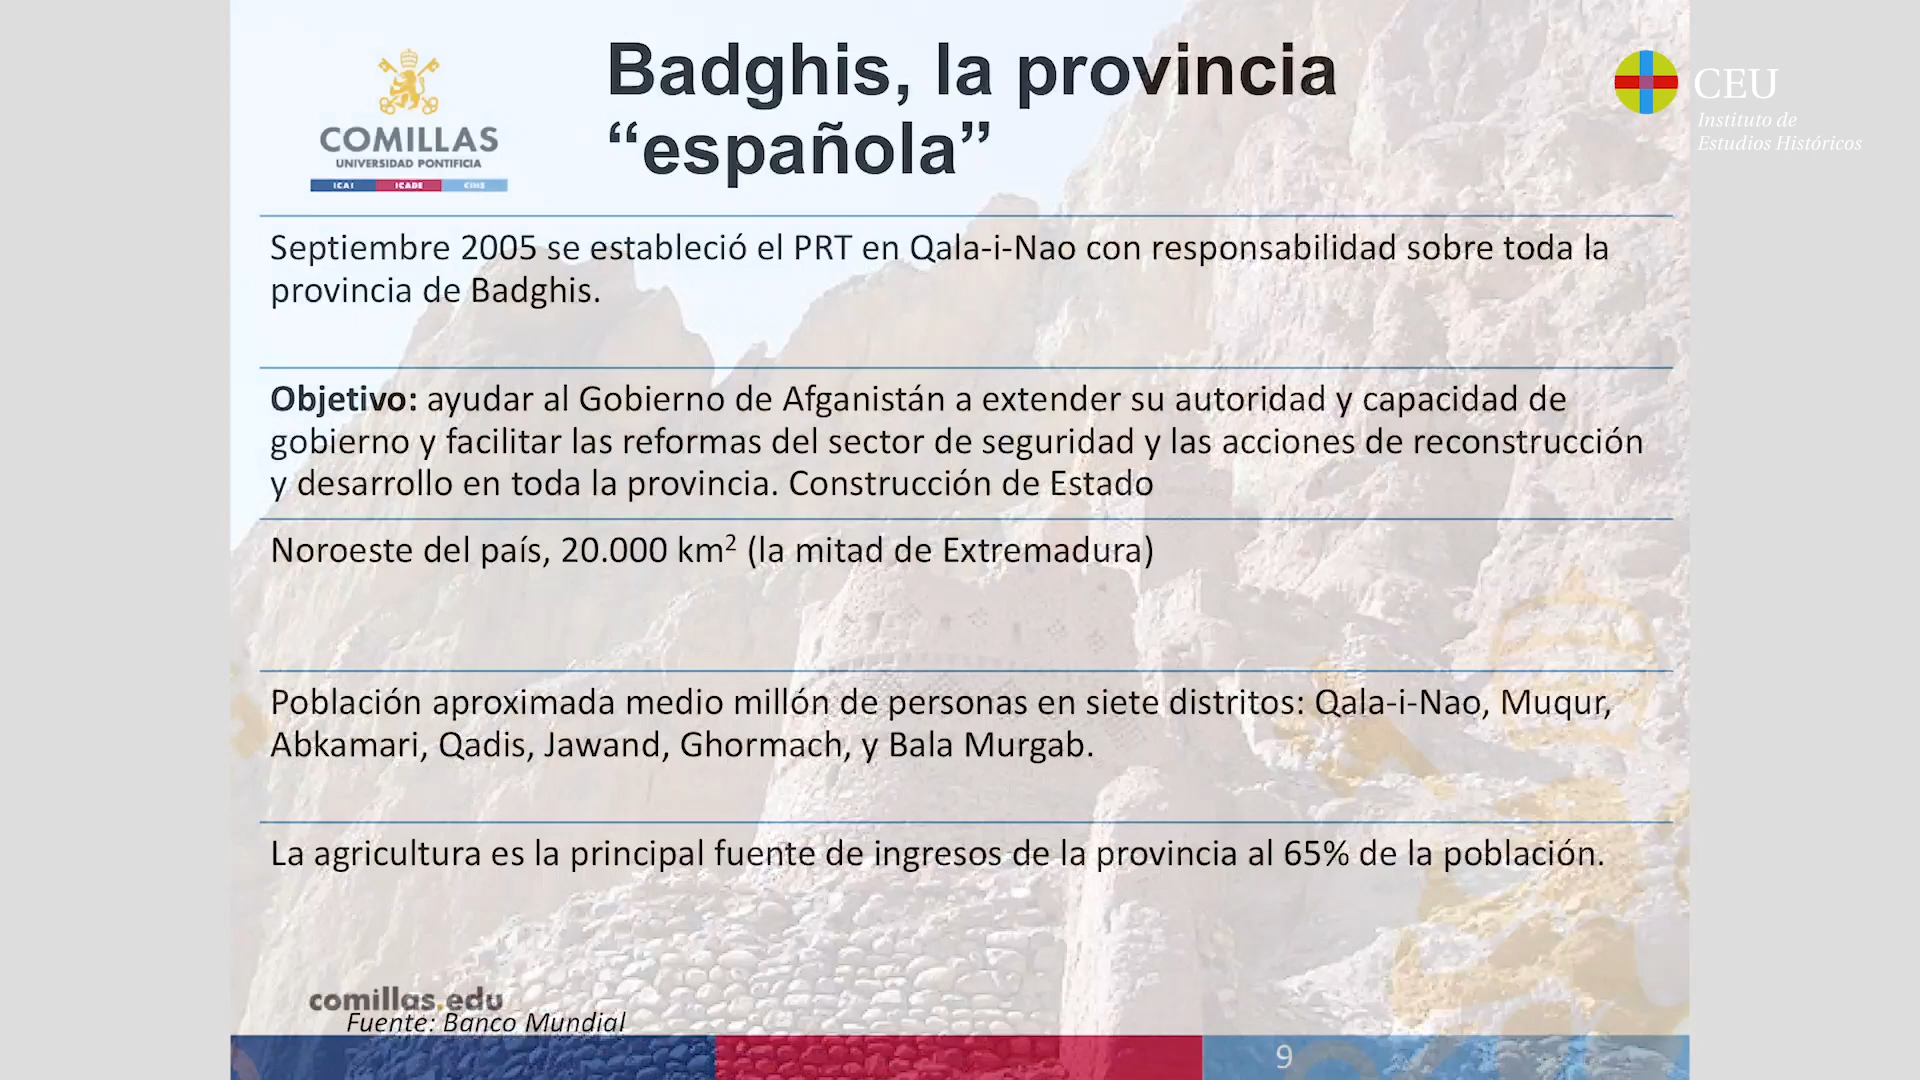 Badghis, la provincia
“española”
COMILLAS
UNIVERSIDAD PONTIFICIA
ICAI ICADE CIHS
CEU
Instituto de
Estudios Históricos
Septiembre 2005 se estableció el PRT en Qala-i-Nao con responsabilidad sobre toda la
provincia de Badghis.
Objetivo: ayudar al Gobierno de Afganistán a extender su autoridad y capacidad de
gobierno y facilitar las reformas del sector de seguridad y las acciones de reconstrucción
y desarrollo en toda la provincia. Construcción de Estado
Noroeste del país, 20.000 km² (la mitad de Extremadura)
Población aproximada medio millón de personas en siete distritos: Qala-i-Nao, Muqur,
Abkamari, Qadis, Jawand, Ghormach, y Bala Murgab.
La agricultura es la principal fuente de ingresos de la provincia al 65% de la población.
comillas.edu
Fuente: Banco Mundial
9